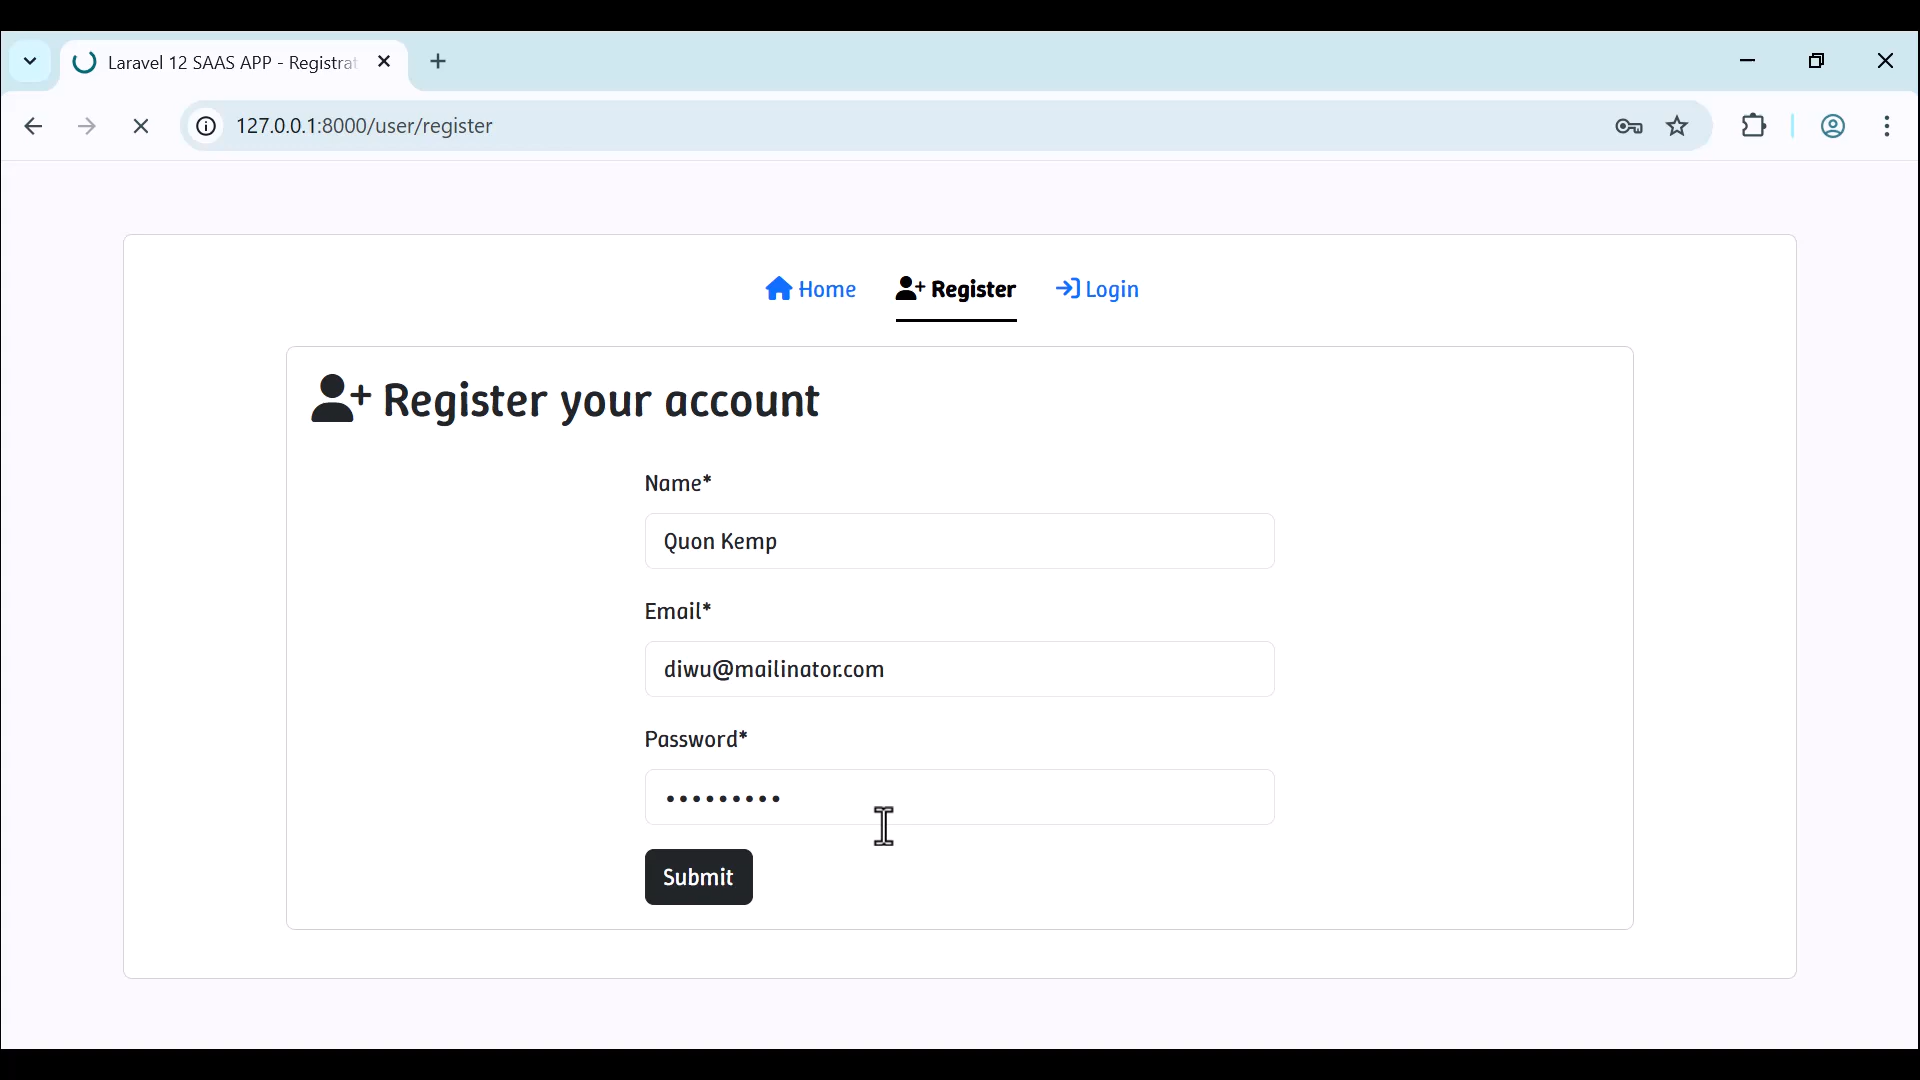 Laravel 12 SAAS APP - Registrat
127.0.0.1:8000/user/register
Home Register Login
Register your account
Name*
Quon Kemp
Email*
diwu@mailinator.com
Password*
•••••••••
Submit